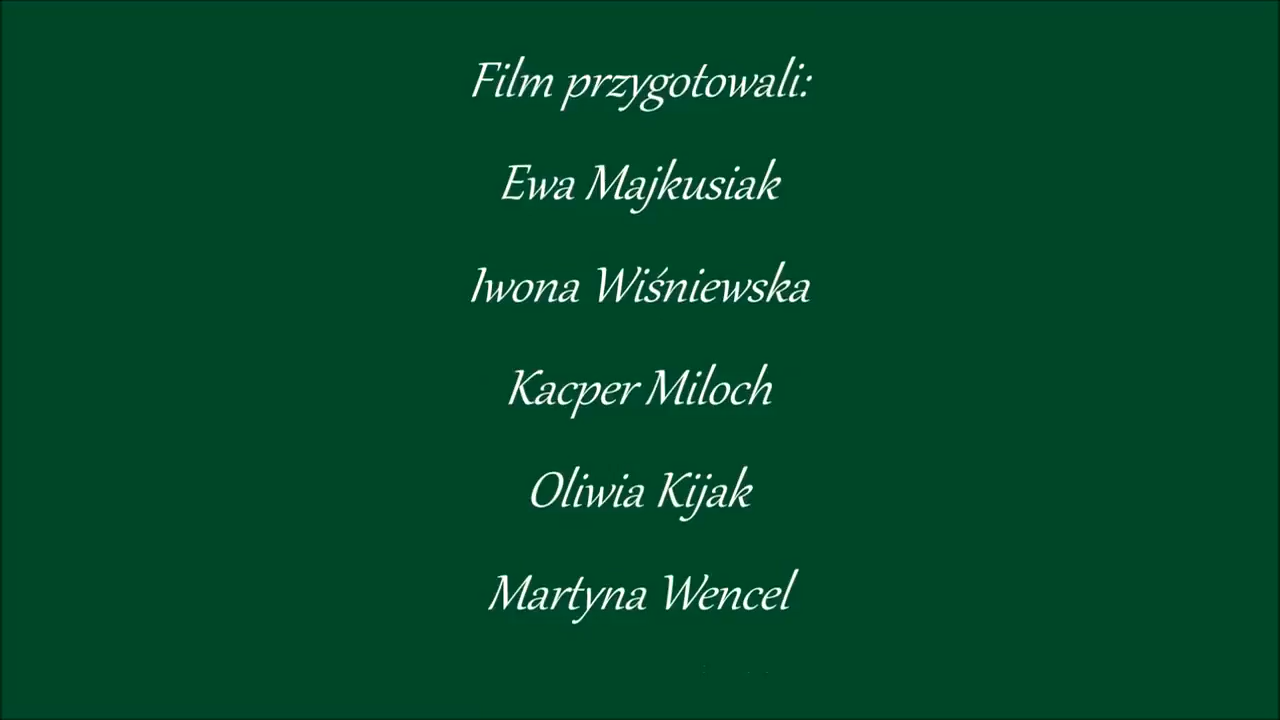 Film przygotowali:
Ewa Majkusiak
Iwona Wiśniewska
Kacper Miloch
Oliwia Kijak
Martyna Wencel